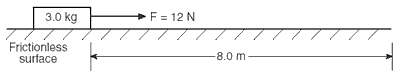 3.0 kg
F = 12 N
Frictionless
surface
8.0 m